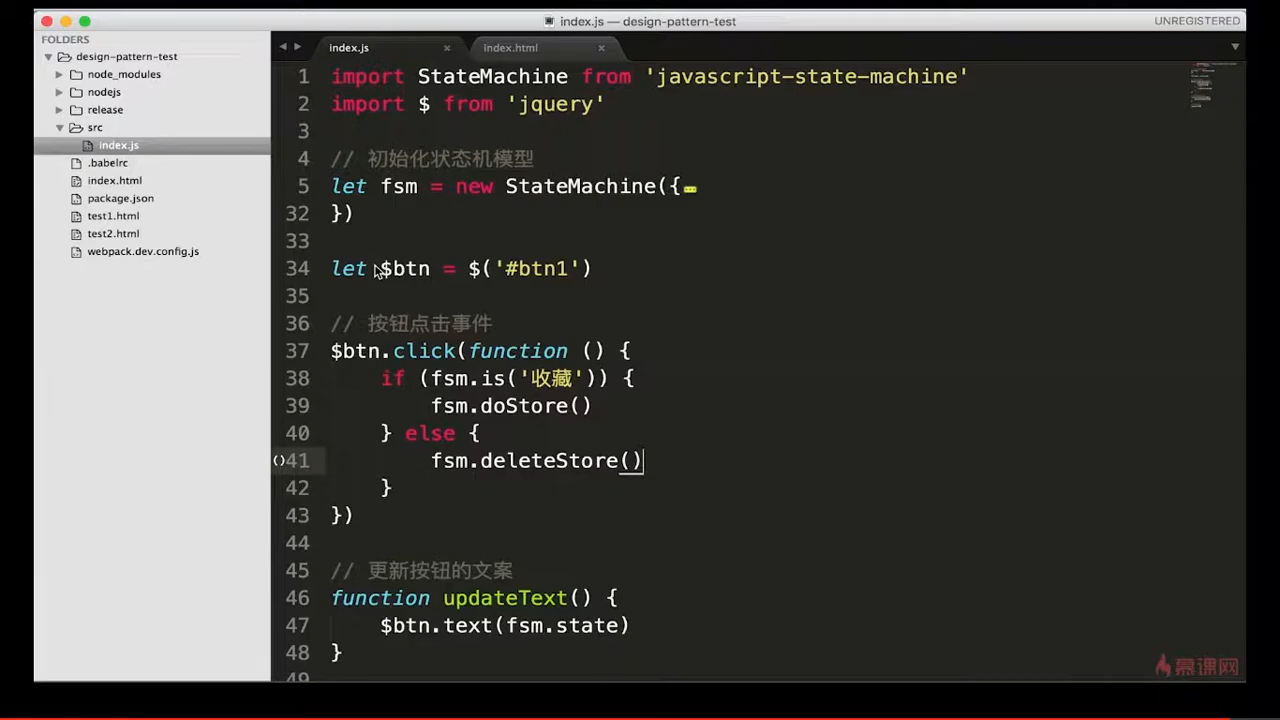 index.js — design-pattern-test
UNREGISTERED
FOLDERS
design-pattern-test
node_modules
nodejs
release
src
index.js
.babelrc
index.html
package.json
test1.html
test2.html
webpack.dev.config.js
index.js ×
index.html ×
1 import StateMachine from 'javascript-state-machine'
2 import $ from 'jquery'
3
4 // 初始化状态机模型
5 let fsm = new StateMachine({
32 })
33
34 let $btn = $('#btn1')
35
36 // 按钮点击事件
37 $btn.click(function () {
38 if (fsm.is('收藏')) {
39 fsm.doStore()
40 } else {
41 fsm.deleteStore()
42 }
43 })
44
45 // 更新按钮的文案
46 function updateText() {
47 $btn.text(fsm.state)
48 }
49
慕课网